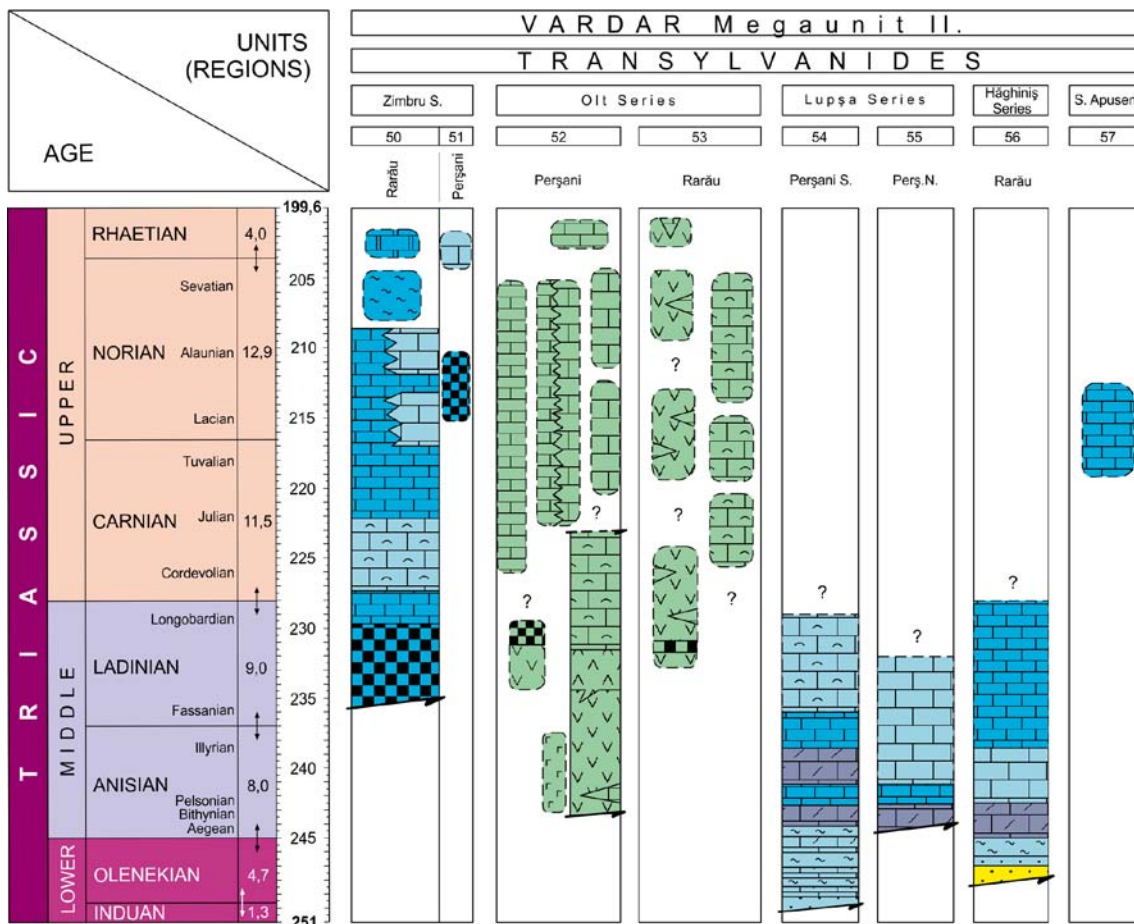 VARDAR Megaunit II.
TRANSYLVANIDES
UNITS
(REGIONS)
AGE
Zimbru S.
Olt Series
Lupşa Series
Hăghiniş
Series
S. Apuseni
50 51 52 53 54 55 56 57
Rarău
Perşani
Perşani
Rarău
Perşani S.
Perş.N.
Rarău
TRIASSIC
UPPER
MIDDLE
LOWER
199,6
RHAETIAN 4,0
205
Sevatian
NORIAN Alaunian 12,9
210
?
Lacian
215
Tuvalian
220
CARNIAN Julian 11,5
? ?
225
Cordevolian
? ? ? ?
Longobardian
230
?
LADINIAN 9,0
235
Fassanian
Illyrian
240
ANISIAN 8,0
Pelsonian
Bithynian
Aegean
245
OLENEKIAN 4,7
INDUAN 1,3
251